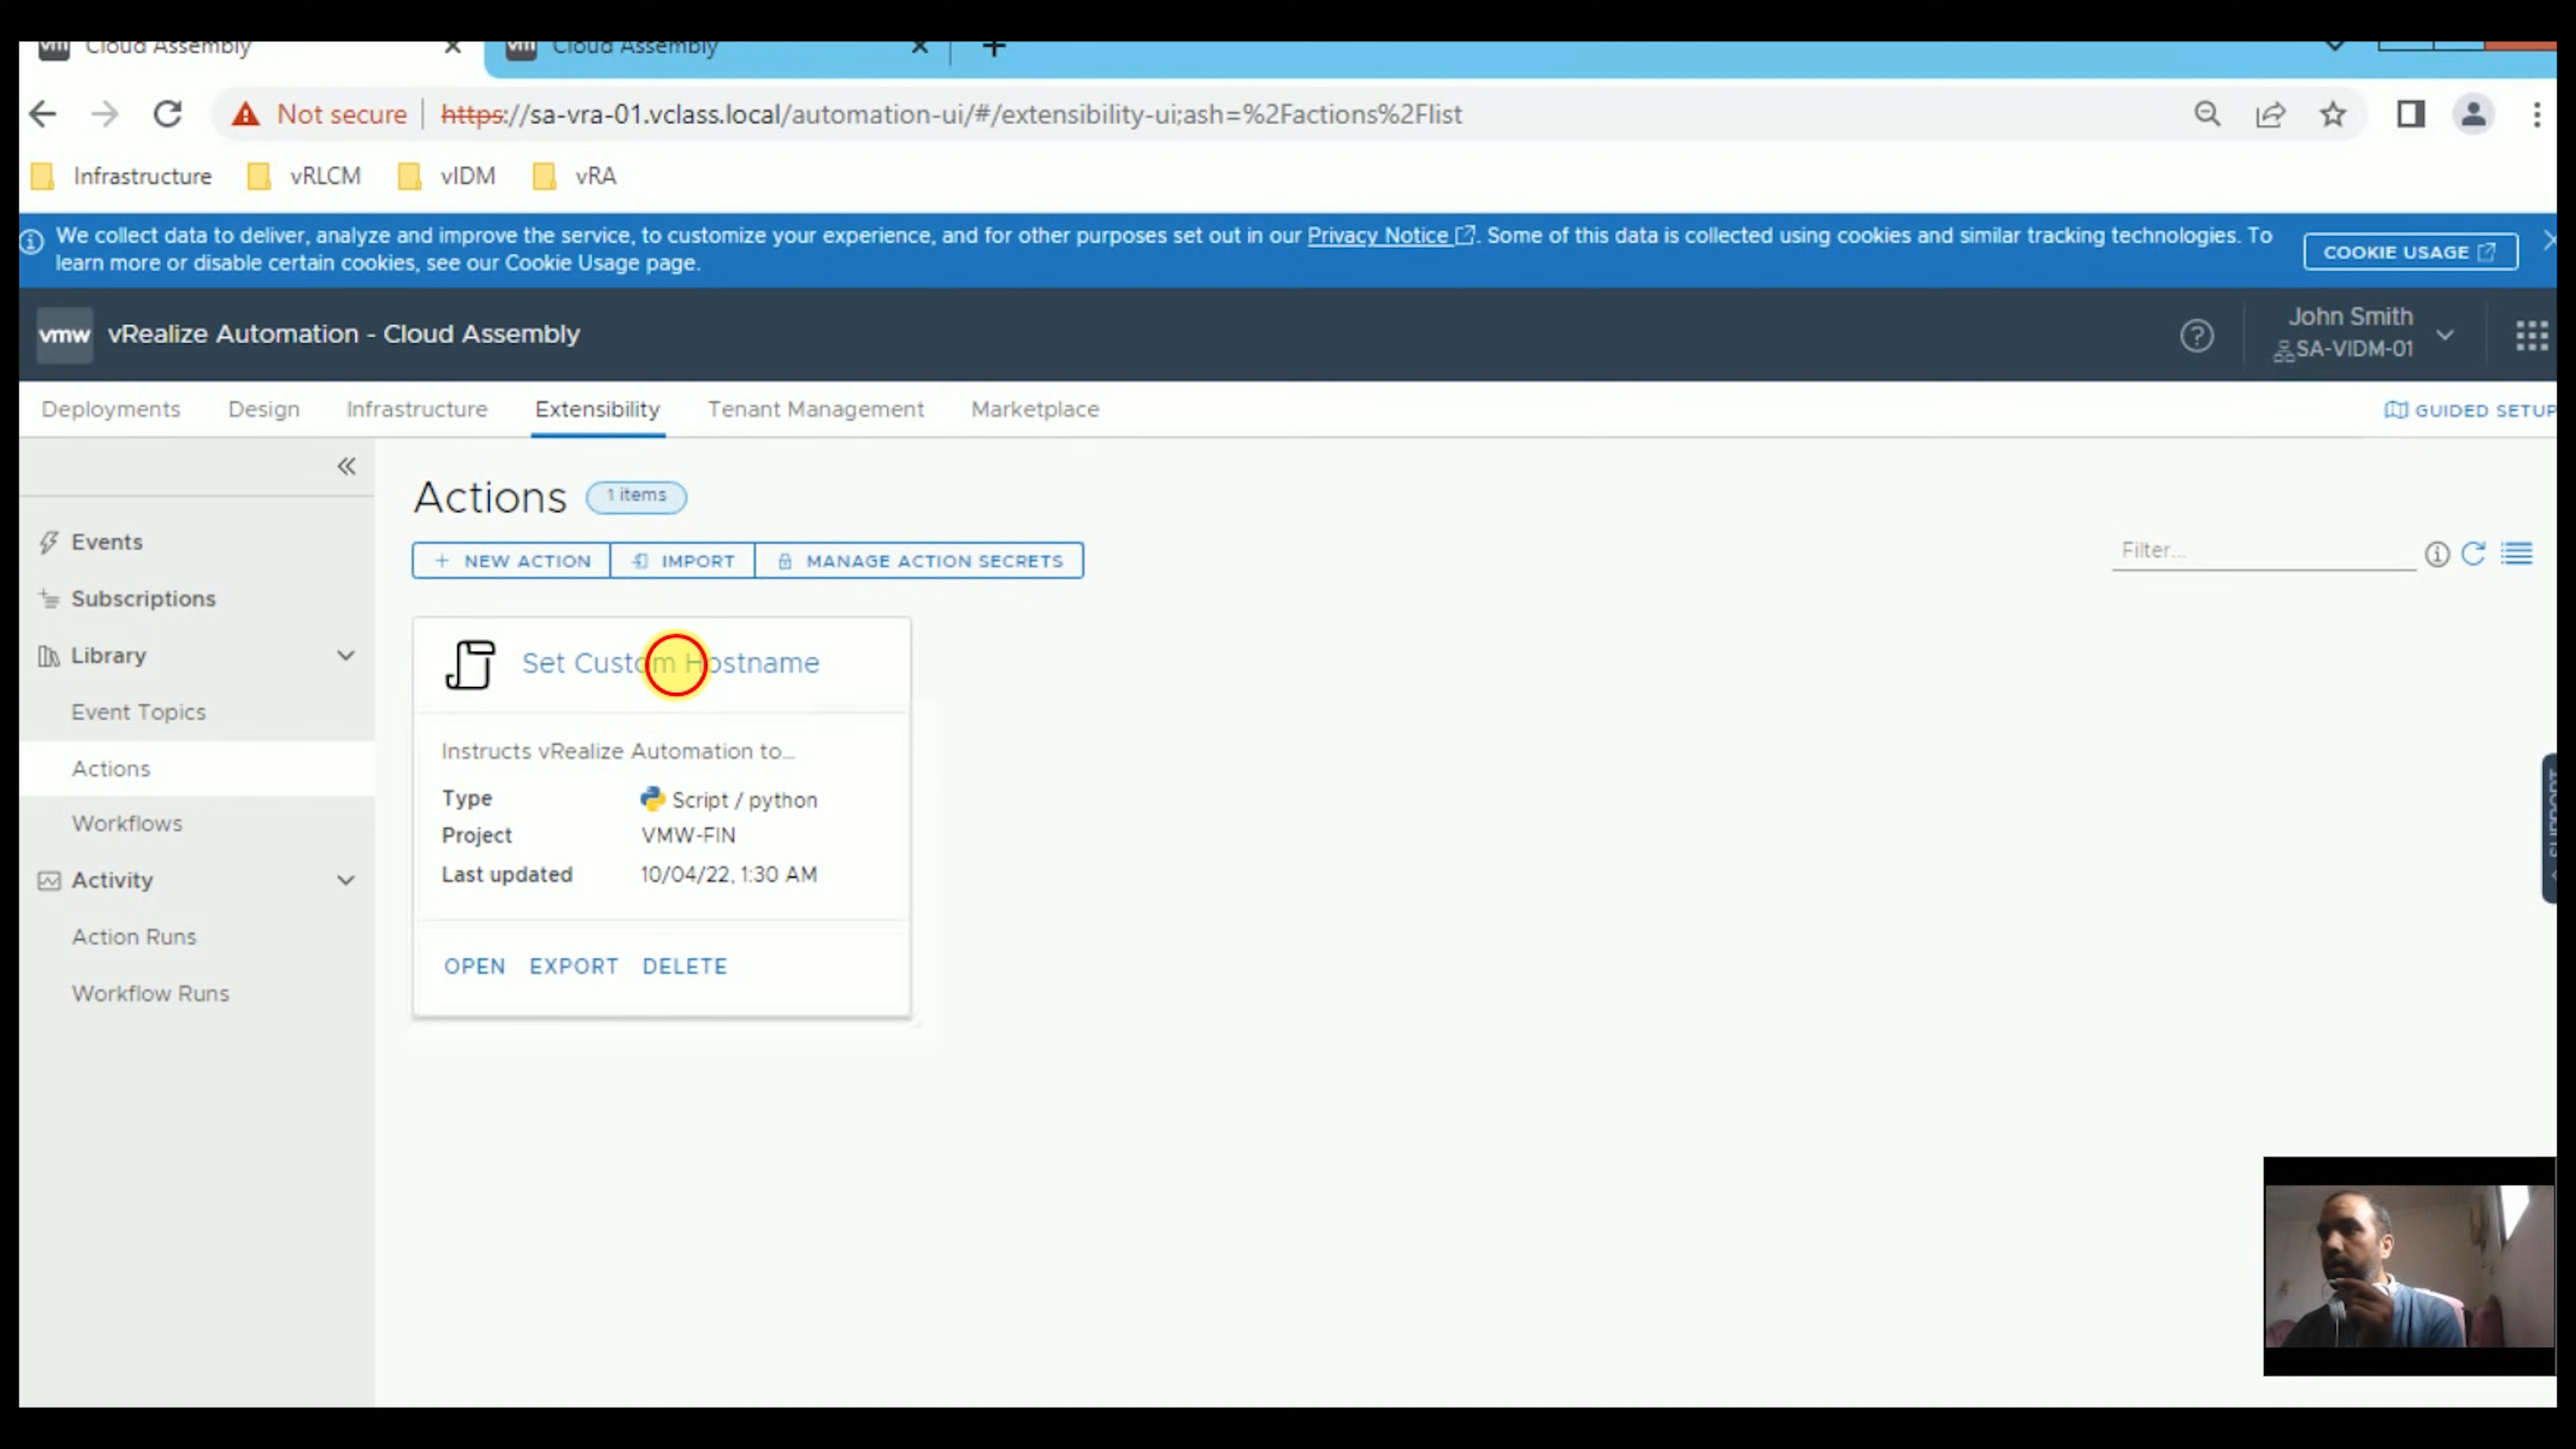 Cloud Assembly
Cloud Assembly
Not secure https://sa-vra-01.vclass.local/automation-ui/#/extensibility-ui;ash=%2Factions%2Flist
Infrastructure vRLCM vIDM vRA
We collect data to deliver, analyze and improve the service, to customize your experience, and for other purposes set out in our Privacy Notice. Some of this data is collected using cookies and similar tracking technologies. To
learn more or disable certain cookies, see our Cookie Usage page.
COOKIE USAGE
vmw vRealize Automation - Cloud Assembly
John Smith
SA-VIDM-01
Deployments Design Infrastructure Extensibility Tenant Management Marketplace
GUIDED SETUP
Events
Subscriptions
Library
Event Topics
Actions
Workflows
Activity
Action Runs
Workflow Runs
Actions 1 items
+ NEW ACTION IMPORT MANAGE ACTION SECRETS
Filter...
Set Custom Hostname
Instructs vRealize Automation to...
Type Script / python
Project VMW-FIN
Last updated 10/04/22, 1:30 AM
OPEN EXPORT DELETE
SUPPORT